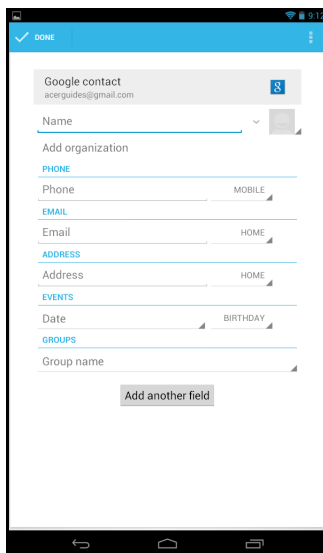 9:12
DONE
Google contact
acerguides@gmail.com
8
Name
Add organization
PHONE
Phone MOBILE
EMAIL
Email HOME
ADDRESS
Address HOME
EVENTS
Date BIRTHDAY
GROUPS
Group name
Add another field